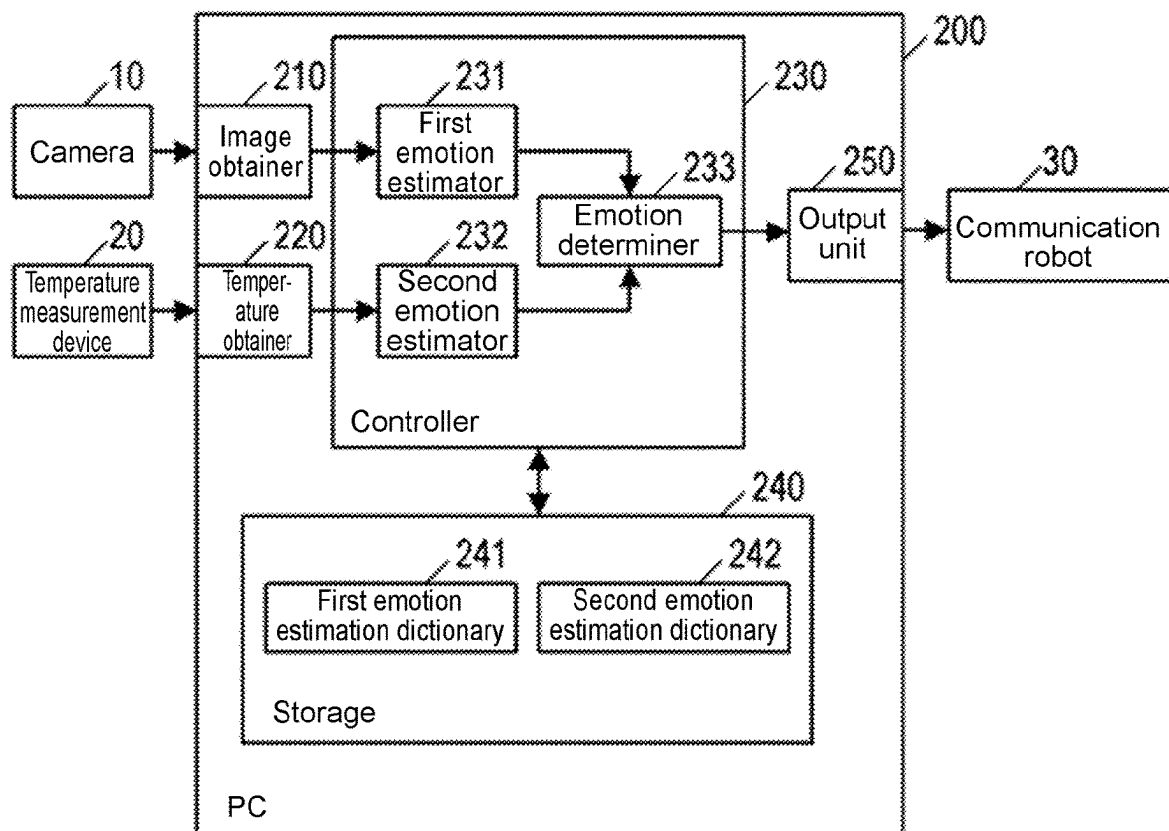 200
10
210
231
230
Camera
Image
obtainer
First
emotion
estimator
233
250
30
Emotion
determiner
Output
unit
Communication
robot
20
220
232
Temperature
measurement
device
Temper-
ature
obtainer
Second
emotion
estimator
Controller
240
241
242
First emotion
estimation dictionary
Second emotion
estimation dictionary
Storage
PC